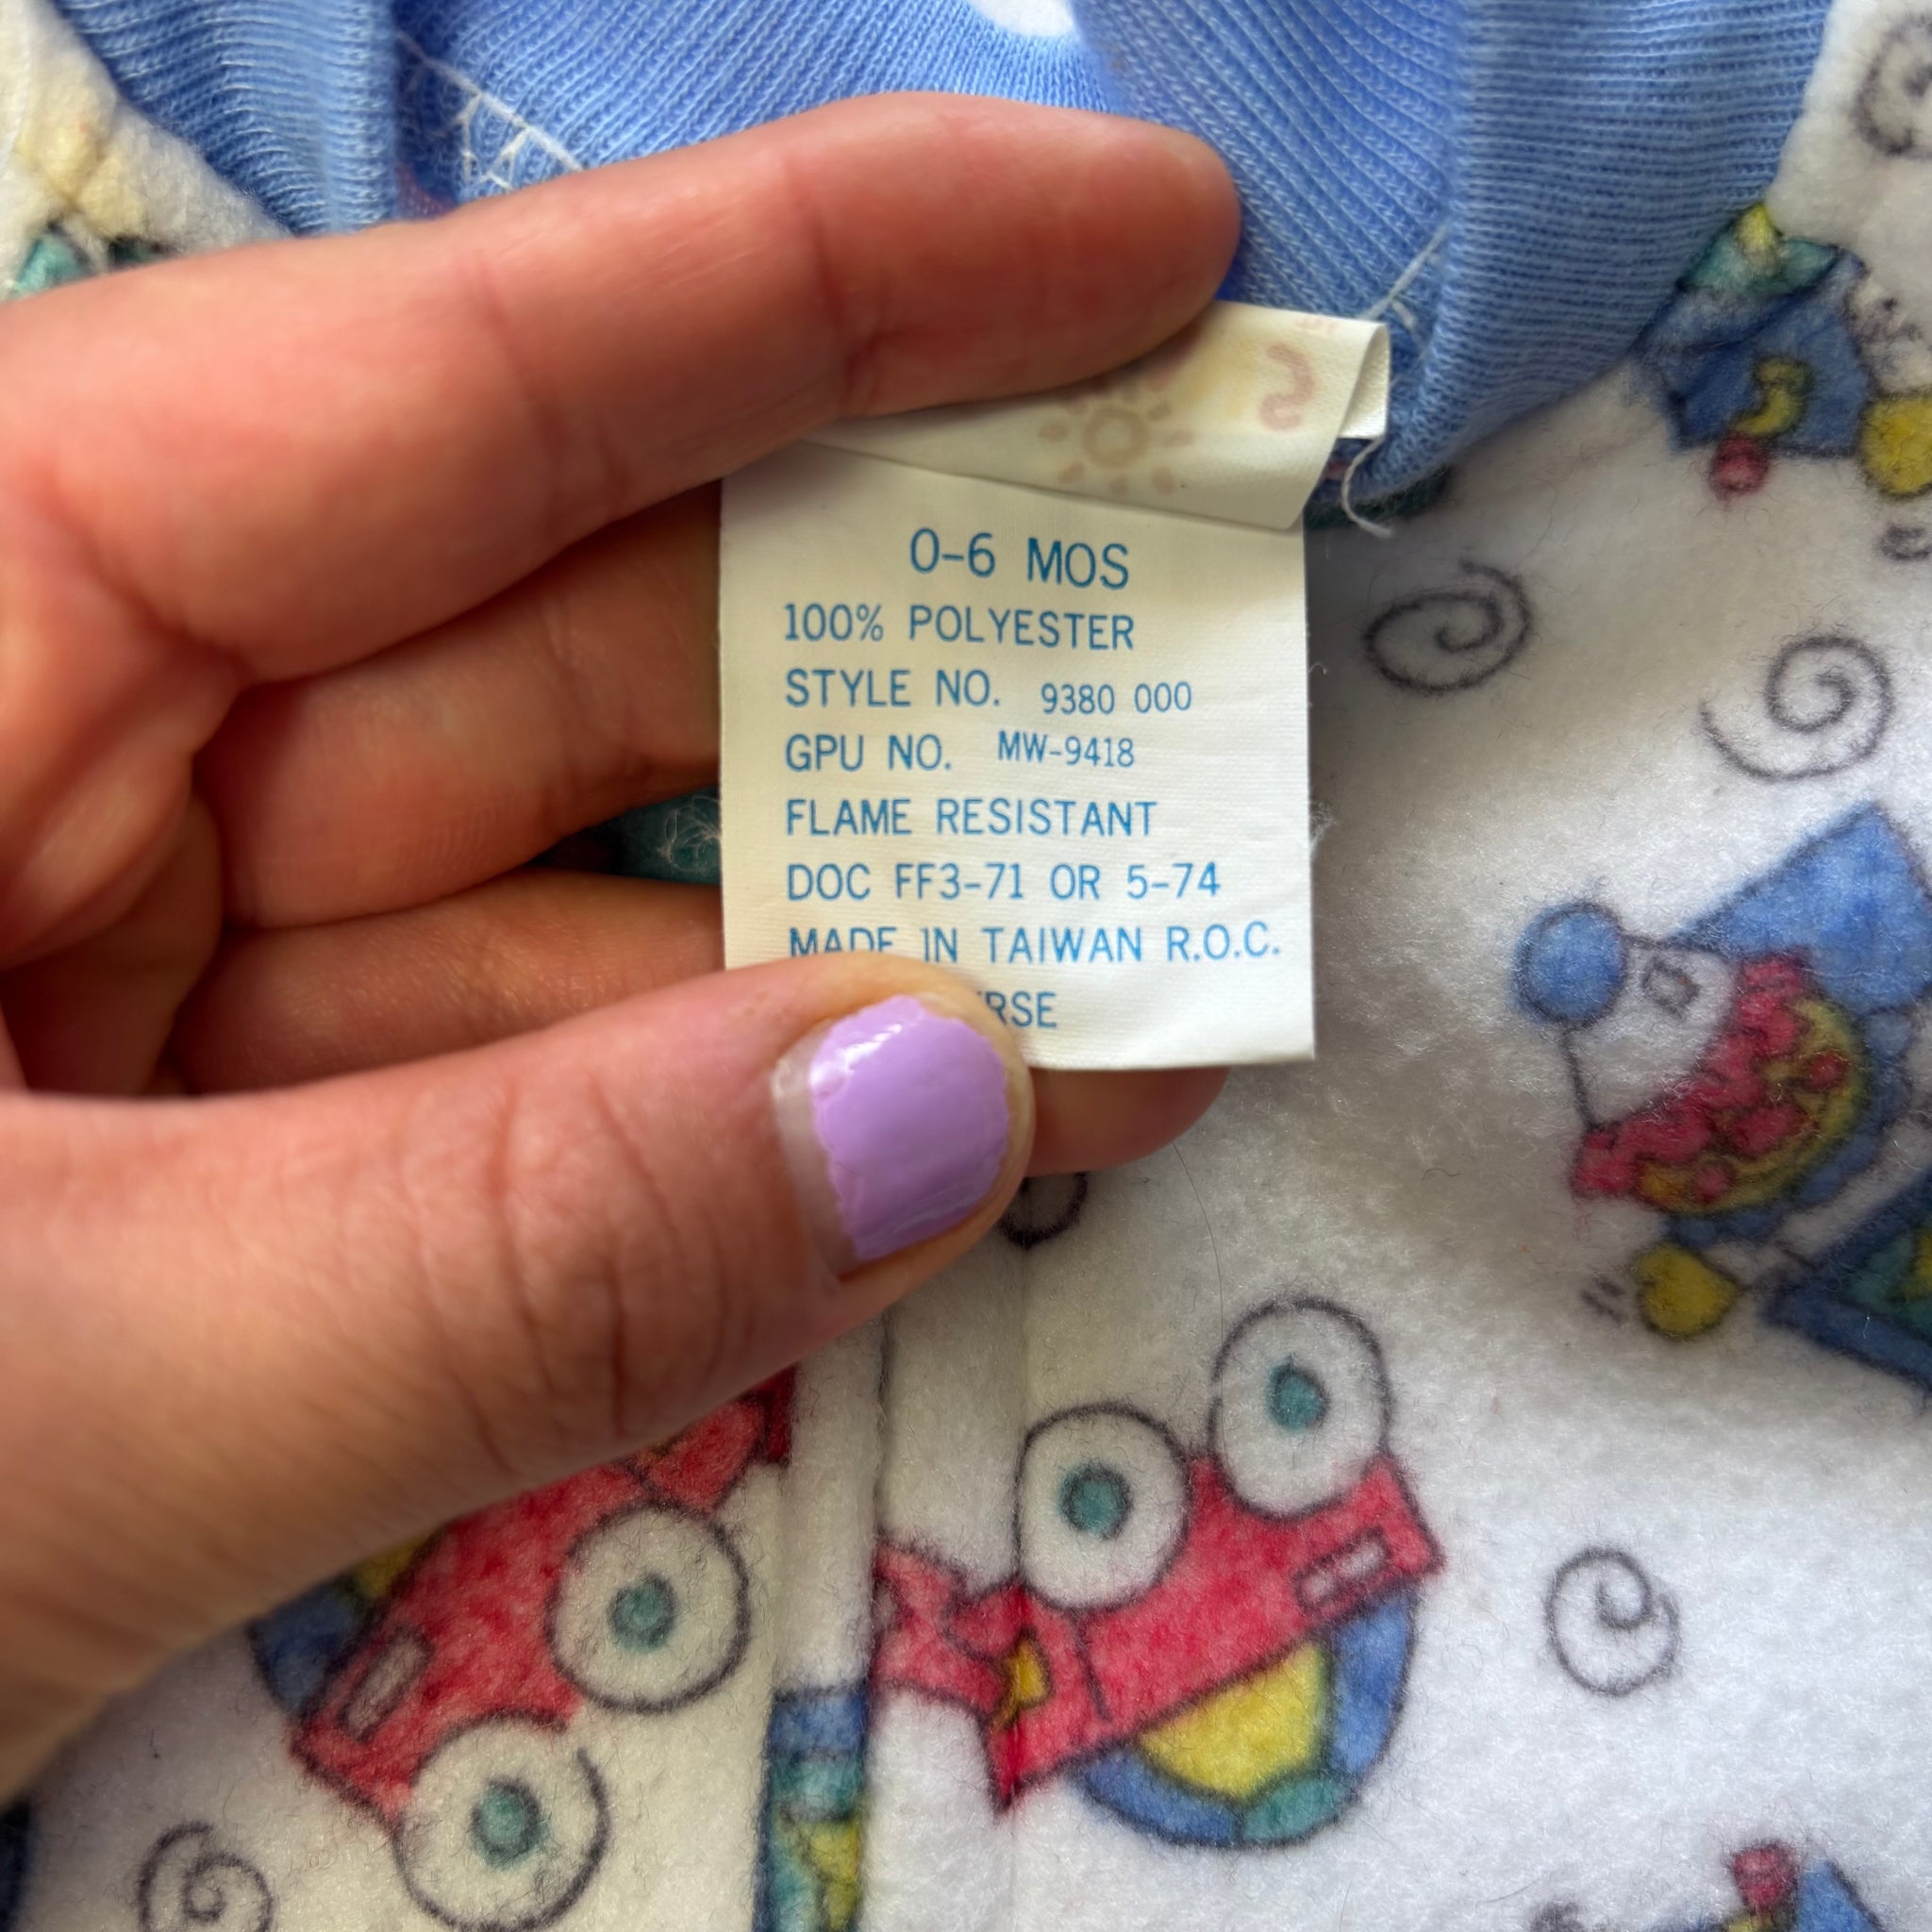 0-6 MOS
100% POLYESTER
STYLE NO. 9380 000
GPU NO. MW-9418
FLAME RESISTANT
DOC FF3-71 OR 5-74
MADE IN TAIWAN R.O.C.